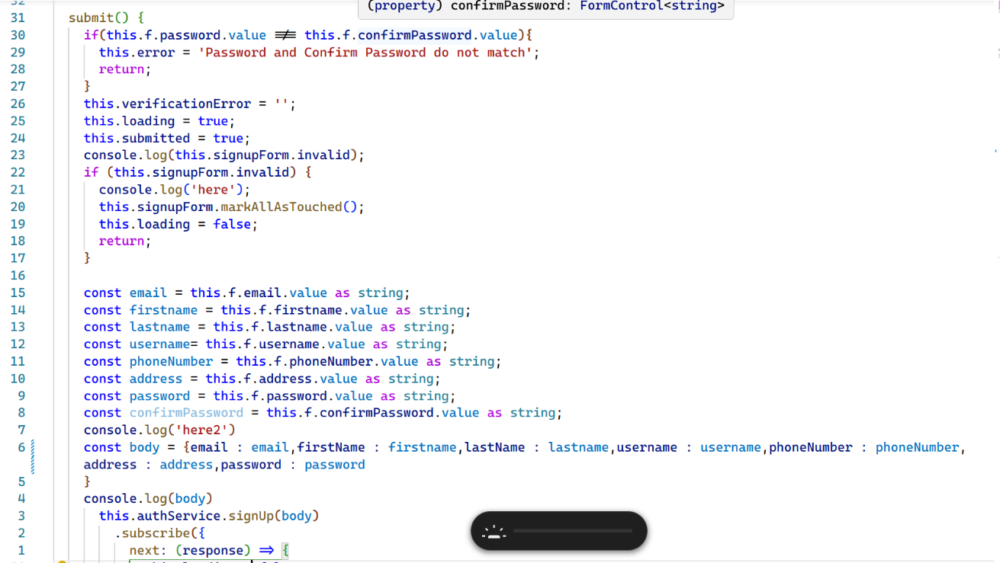 (property) confirmPassword: FormControl<string>
31 submit() {
30 if(this.f.password.value !== this.f.confirmPassword.value){
29 this.error = 'Password and Confirm Password do not match';
28 return;
27 }
26 this.verificationError = '';
25 this.loading = true;
24 this.submitted = true;
23 console.log(this.signupForm.invalid);
22 if (this.signupForm.invalid) {
21 console.log('here');
20 this.signupForm.markAllAsTouched();
19 this.loading = false;
18 return;
17 }
16
15 const email = this.f.email.value as string;
14 const firstname = this.f.firstname.value as string;
13 const lastname = this.f.lastname.value as string;
12 const username= this.f.username.value as string;
11 const phoneNumber = this.f.phoneNumber.value as string;
10 const address = this.f.address.value as string;
9 const password = this.f.password.value as string;
8 const confirmPassword = this.f.confirmPassword.value as string;
7 console.log('here2')
6 const body = {email : email,firstName : firstname,lastName : lastname,username : username,phoneNumber : phoneNumber,
address : address,password : password
5 }
4 console.log(body)
3 this.authService.signUp(body)
2 .subscribe({
1 next: (response) => {